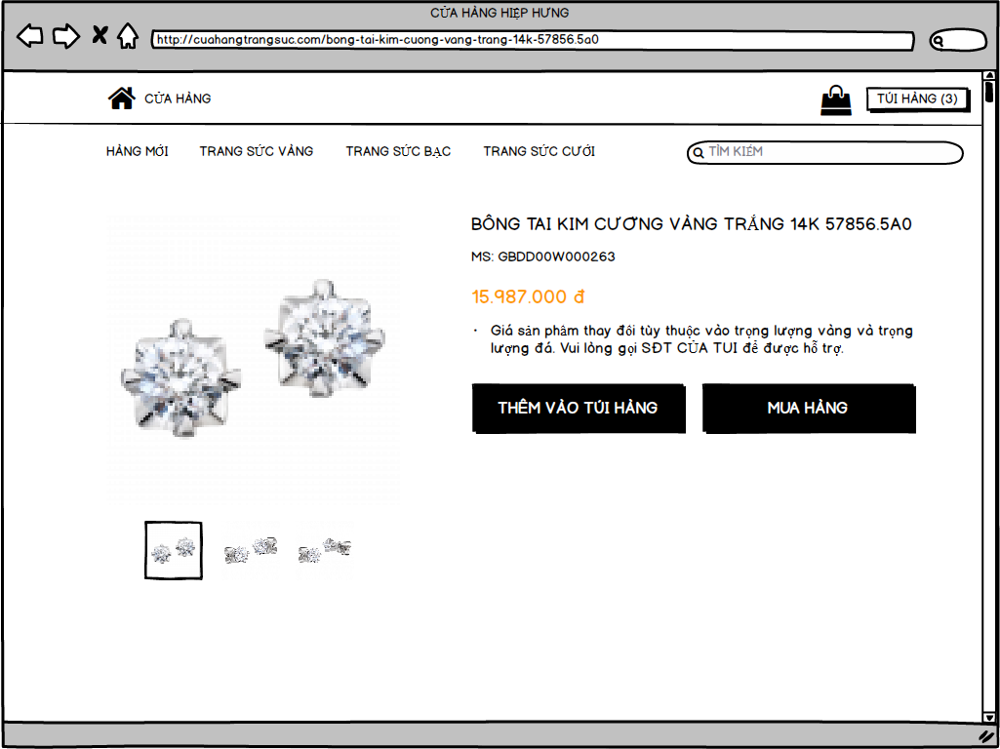 CỬA HÀNG HIỆP HƯNG
http://cuahangtrangsuc.com/bong-tai-kim-cuong-vang-trang-14k-57856.5a0
CỬA HÀNG
TÚI HÀNG (3)
HÀNG MỚI TRANG SỨC VÀNG TRANG SỨC BẠC TRANG SỨC CƯỚI
TÌM KIẾM
BÔNG TAI KIM CƯƠNG VÀNG TRẮNG 14K 57856.5A0
MS: GBDD00W000263
15.987.000 đ
· Giá sản phẩm thay đổi tùy thuộc vào trọng lượng vàng và trọng
lượng đá. Vui lòng gọi SĐT CỦA TUI để được hỗ trợ.
THÊM VÀO TÚI HÀNG
MUA HÀNG